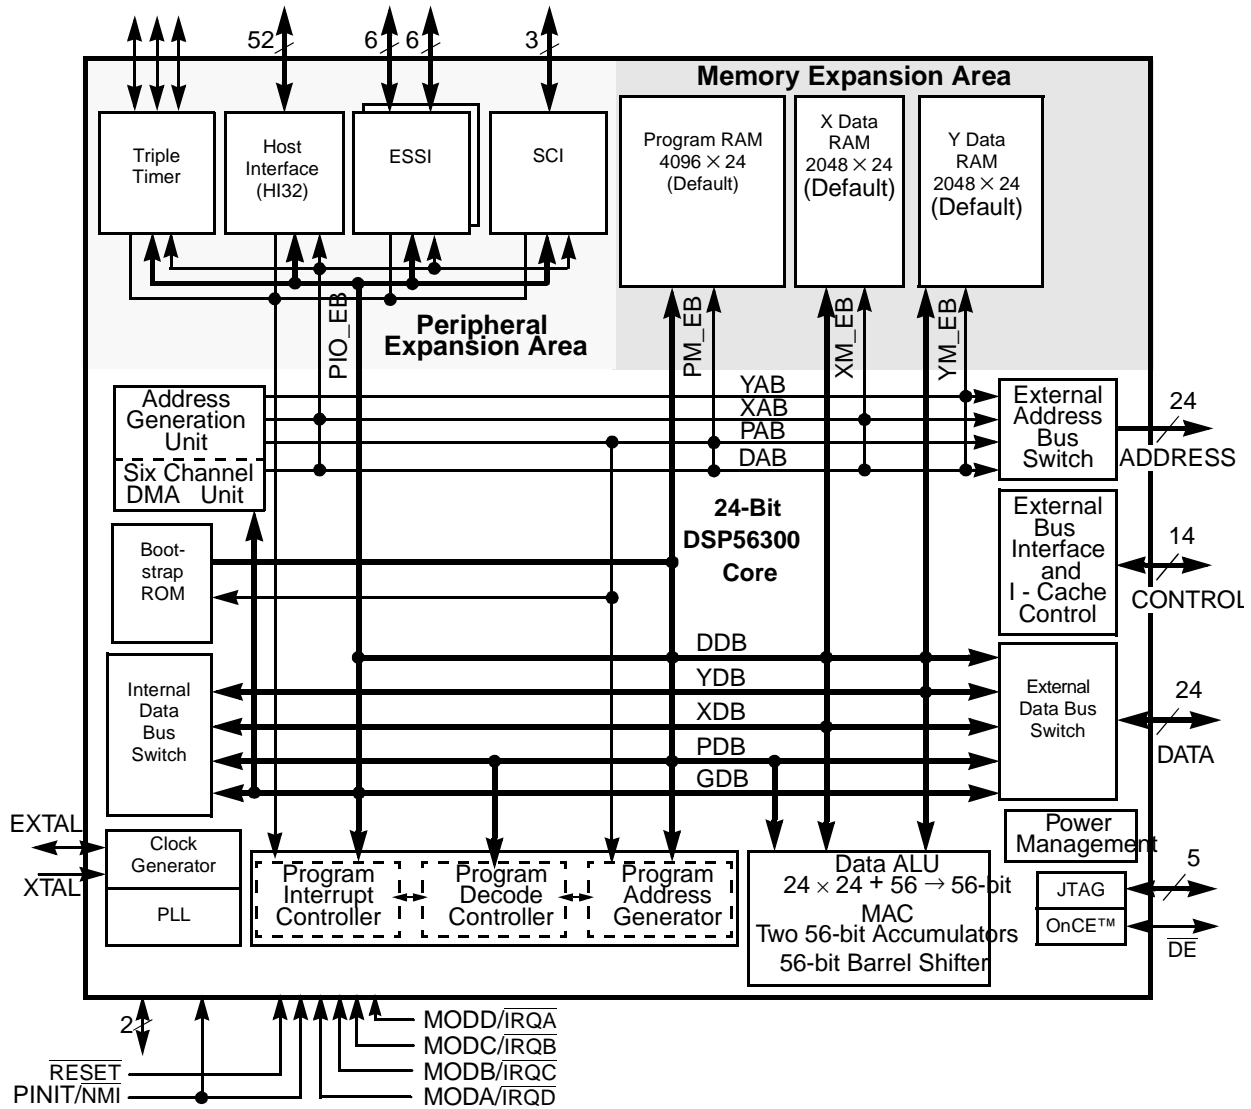 52
6
6
3
Memory Expansion Area
Triple
Timer
Host
Interface
(HI32)
ESSI
SCI
Program RAM
4096 × 24
(Default)
X Data
RAM
2048 × 24
(Default)
Y Data
RAM
2048 × 24
(Default)
PIO_EB
Peripheral
Expansion Area
PM_EB
XM_EB
YM_EB
Address
Generation
Unit
Six Channel
DMA Unit
YAB
XAB
PAB
DAB
External
Address
Bus
Switch
24
ADDRESS
24-Bit
DSP56300
Core
Boot-
strap
ROM
External
Bus
Interface
and
I - Cache
Control
14
CONTROL
DDB
YDB
XDB
PDB
GDB
Internal
Data
Bus
Switch
External
Data Bus
Switch
24
DATA
EXTAL
XTAL
Clock
Generator
PLL
Program
Interrupt
Controller
Program
Decode
Controller
Program
Address
Generator
Data ALU
24 × 24 + 56 → 56-bit
MAC
Two 56-bit Accumulators
56-bit Barrel Shifter
Power
Management
JTAG
OnCE™
5
DE
2
RESET
PINIT/NMI
MODD/IRQA
MODC/IRQB
MODB/IRQC
MODA/IRQD